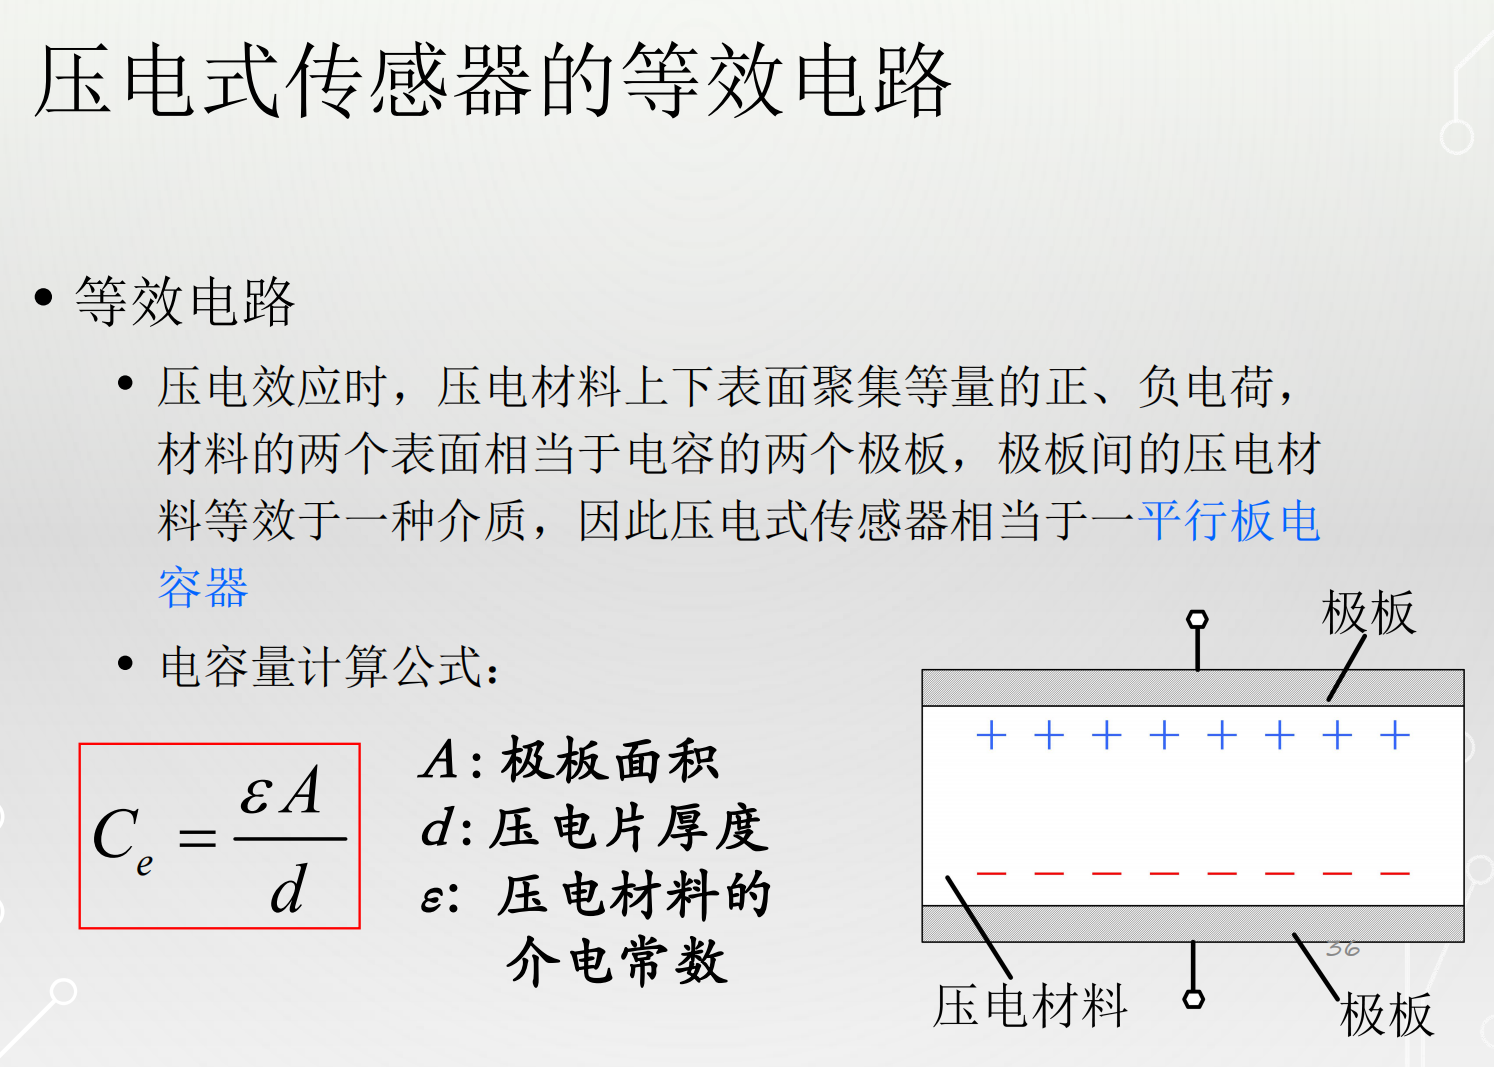 压电式传感器的等效电路
• 等效电路
• 压电效应时，压电材料上下表面聚集等量的正、负电荷，
材料的两个表面相当于电容的两个极板，极板间的压电材
料等效于一种介质，因此压电式传感器相当于一平行板电
容器
• 电容量计算公式：
C_e = εA / d
A：极板面积
d：压电片厚度
ε：压电材料的
介电常数
极板
+ + + + + + + +
— — — — — — — —
36
压电材料
极板